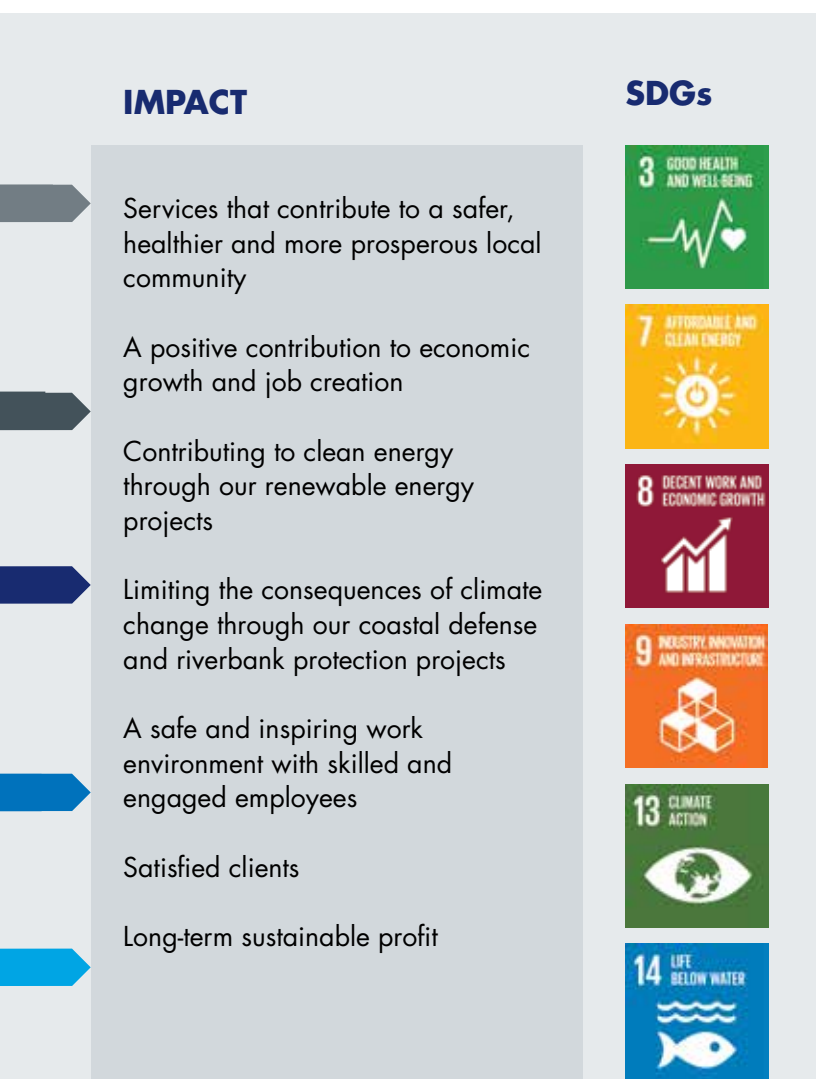 IMPACT
Services that contribute to a safer,
healthier and more prosperous local
community
A positive contribution to economic
growth and job creation
Contributing to clean energy
through our renewable energy
projects
Limiting the consequences of climate
change through our coastal defense
and riverbank protection projects
A safe and inspiring work
environment with skilled and
engaged employees
Satisfied clients
Long-term sustainable profit
SDGs
3 GOOD HEALTH
AND WELL-BEING
7 AFFORDABLE AND
CLEAN ENERGY
8 DECENT WORK AND
ECONOMIC GROWTH
9 INDUSTRY, INNOVATION
AND INFRASTRUCTURE
13 CLIMATE
ACTION
14 LIFE
BELOW WATER